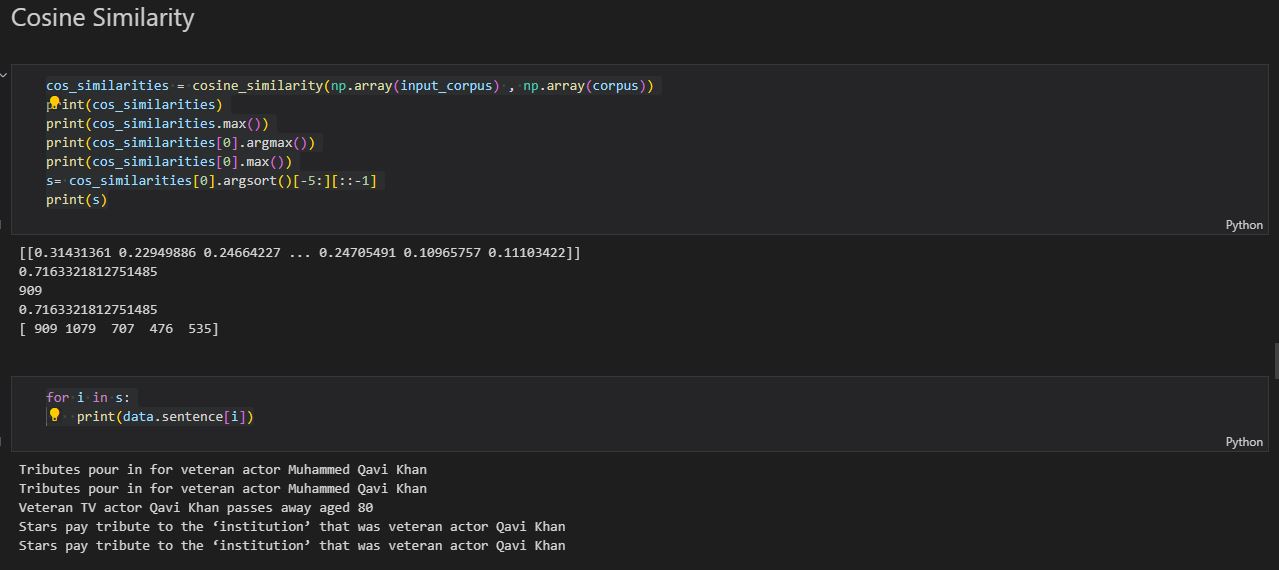 Cosine Similarity
cos_similarities = cosine_similarity(np.array(input_corpus) , np.array(corpus))
print(cos_similarities)
print(cos_similarities.max())
print(cos_similarities[0].argmax())
print(cos_similarities[0].max())
s= cos_similarities[0].argsort()[-5:][::-1]
print(s)
Python
[[0.31431361 0.22949886 0.24664227 ... 0.24705491 0.10965757 0.11103422]]
0.7163321812751485
909
0.7163321812751485
[ 909 1079  707  476  535]
for i in s:
    print(data.sentence[i])
Python
Tributes pour in for veteran actor Muhammed Qavi Khan
Tributes pour in for veteran actor Muhammed Qavi Khan
Veteran TV actor Qavi Khan passes away aged 80
Stars pay tribute to the ‘institution’ that was veteran actor Qavi Khan
Stars pay tribute to the ‘institution’ that was veteran actor Qavi Khan